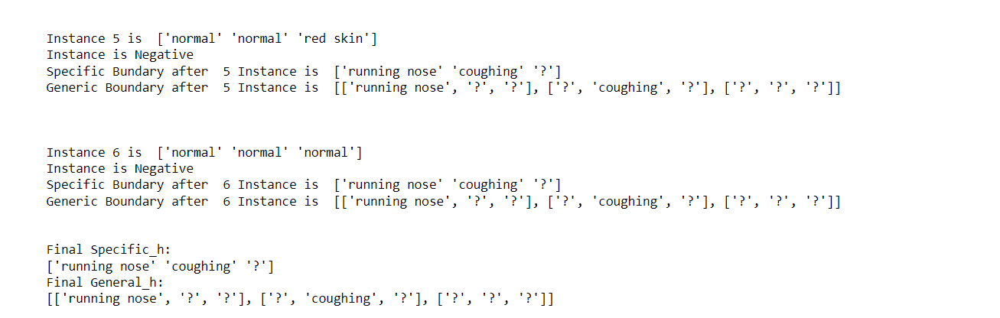 Instance 5 is  ['normal' 'normal' 'red skin']
Instance is Negative
Specific Bundary after  5 Instance is  ['running nose' 'coughing' '?']
Generic Boundary after  5 Instance is  [['running nose', '?', '?'], ['?', 'coughing', '?'], ['?', '?', '?']]
Instance 6 is  ['normal' 'normal' 'normal']
Instance is Negative
Specific Bundary after  6 Instance is  ['running nose' 'coughing' '?']
Generic Boundary after  6 Instance is  [['running nose', '?', '?'], ['?', 'coughing', '?'], ['?', '?', '?']]
Final Specific_h:
['running nose' 'coughing' '?']
Final General_h:
[['running nose', '?', '?'], ['?', 'coughing', '?'], ['?', '?', '?']]